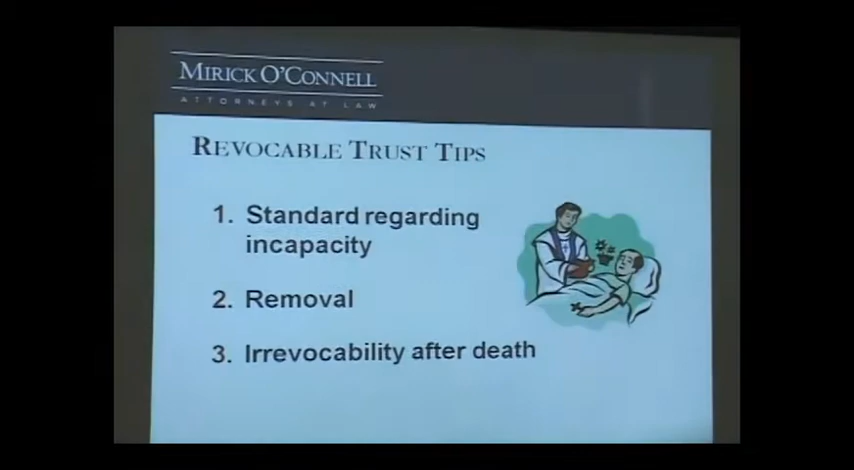 MIRICK O'CONNELL
ATTORNEYS AT LAW
REVOCABLE TRUST TIPS
1. Standard regarding
incapacity
2. Removal
3. Irrevocability after death